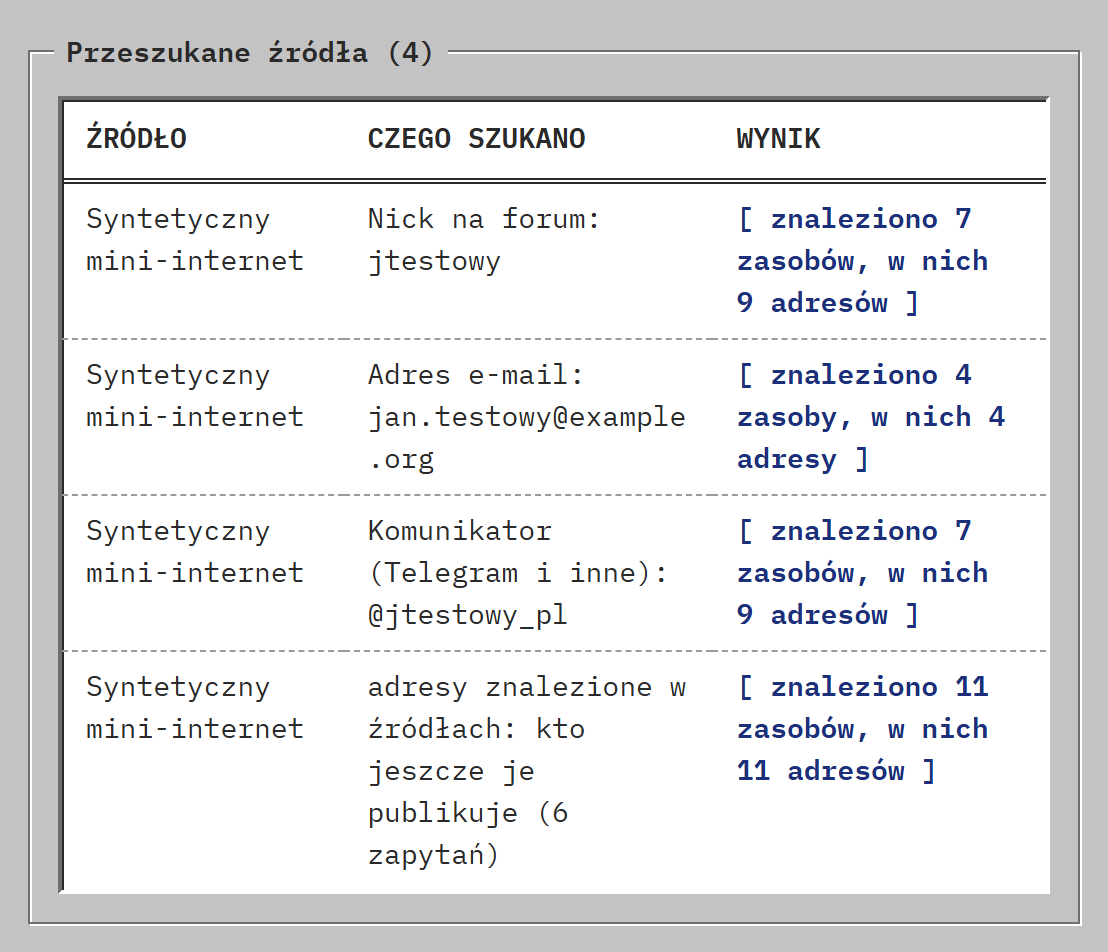 Przeszukane źródła (4)
ŹRÓDŁO CZEGO SZUKANO WYNIK
Syntetyczny Nick na forum: [ znaleziono 7
mini-internet jtestowy zasobów, w nich
9 adresów ]
Syntetyczny Adres e-mail: [ znaleziono 4
mini-internet jan.testowy@example zasoby, w nich 4
.org adresy ]
Syntetyczny Komunikator [ znaleziono 7
mini-internet (Telegram i inne): zasobów, w nich
@jtestowy_pl 9 adresów ]
Syntetyczny adresy znalezione w [ znaleziono 11
mini-internet źródłach: kto zasobów, w nich
jeszcze je 11 adresów ]
publikuje (6
zapytań)